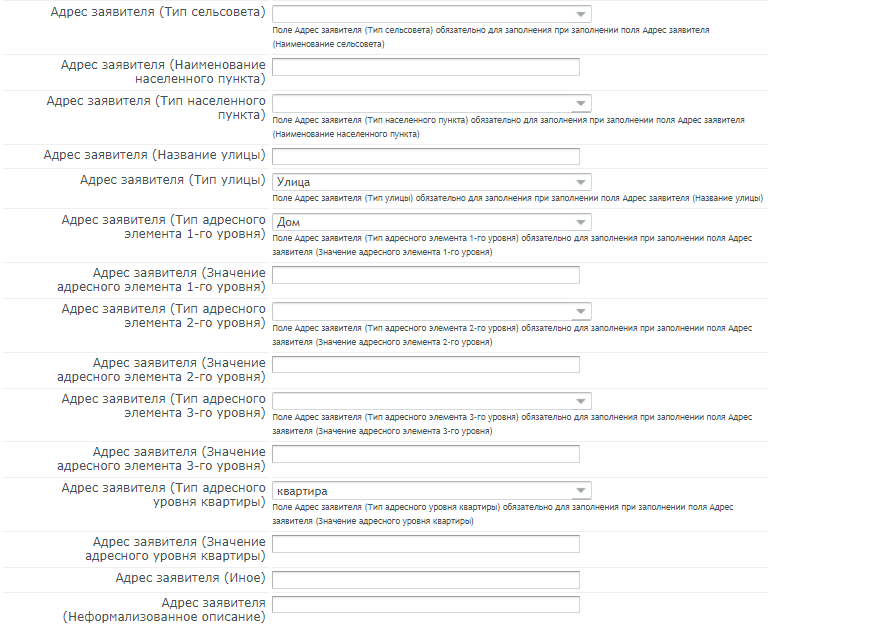 Адрес заявителя (Тип сельсовета)
Поле Адрес заявителя (Тип сельсовета) обязательно для заполнения при заполнении поля Адрес заявителя
(Наименование сельсовета)
Адрес заявителя (Наименование
населенного пункта)
Адрес заявителя (Тип населенного
пункта)
Поле Адрес заявителя (Тип населенного пункта) обязательно для заполнения при заполнении поля Адрес заявителя
(Наименование населенного пункта)
Адрес заявителя (Название улицы)
Адрес заявителя (Тип улицы)
Улица
Поле Адрес заявителя (Тип улицы) обязательно для заполнения при заполнении поля Адрес заявителя (Название улицы)
Адрес заявителя (Тип адресного
элемента 1-го уровня)
Дом
Поле Адрес заявителя (Тип адресного элемента 1-го уровня) обязательно для заполнения при заполнении поля Адрес
заявителя (Значение адресного элемента 1-го уровня)
Адрес заявителя (Значение
адресного элемента 1-го уровня)
Адрес заявителя (Тип адресного
элемента 2-го уровня)
Поле Адрес заявителя (Тип адресного элемента 2-го уровня) обязательно для заполнения при заполнении поля Адрес
заявителя (Значение адресного элемента 2-го уровня)
Адрес заявителя (Значение
адресного элемента 2-го уровня)
Адрес заявителя (Тип адресного
элемента 3-го уровня)
Поле Адрес заявителя (Тип адресного элемента 3-го уровня) обязательно для заполнения при заполнении поля Адрес
заявителя (Значение адресного элемента 3-го уровня)
Адрес заявителя (Значение
адресного элемента 3-го уровня)
Адрес заявителя (Тип адресного
уровня квартиры)
квартира
Поле Адрес заявителя (Тип адресного уровня квартиры) обязательно для заполнения при заполнении поля Адрес
заявителя (Значение адресного уровня квартиры)
Адрес заявителя (Значение
адресного уровня квартиры)
Адрес заявителя (Иное)
Адрес заявителя
(Неформализованное описание)